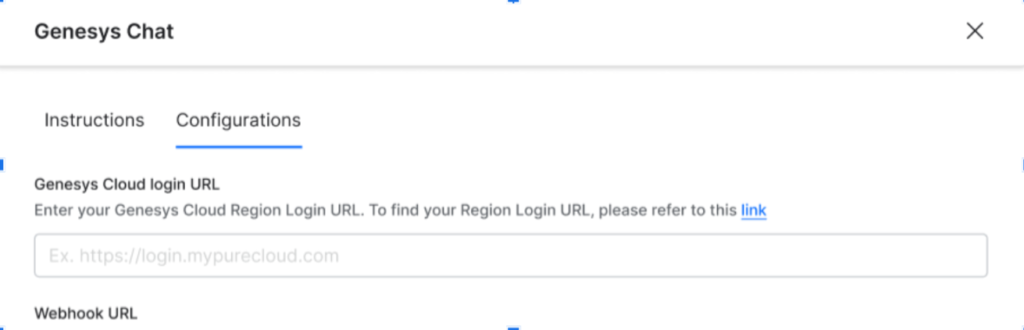 Genesys Chat
Instructions Configurations
Genesys Cloud login URL
Enter your Genesys Cloud Region Login URL. To find your Region Login URL, please refer to this link
Ex. https://login.mypurecloud.com
Webhook URL